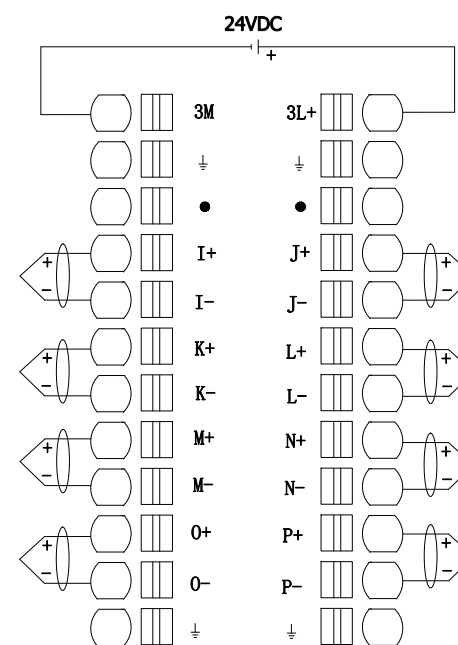 24VDC
+
3M 3L+
I+ J+
+ +
- -
I- J-
K+ L+
+ +
- -
K- L-
M+ N+
+ +
- -
M- N-
O+ P+
+ +
- -
O- P-